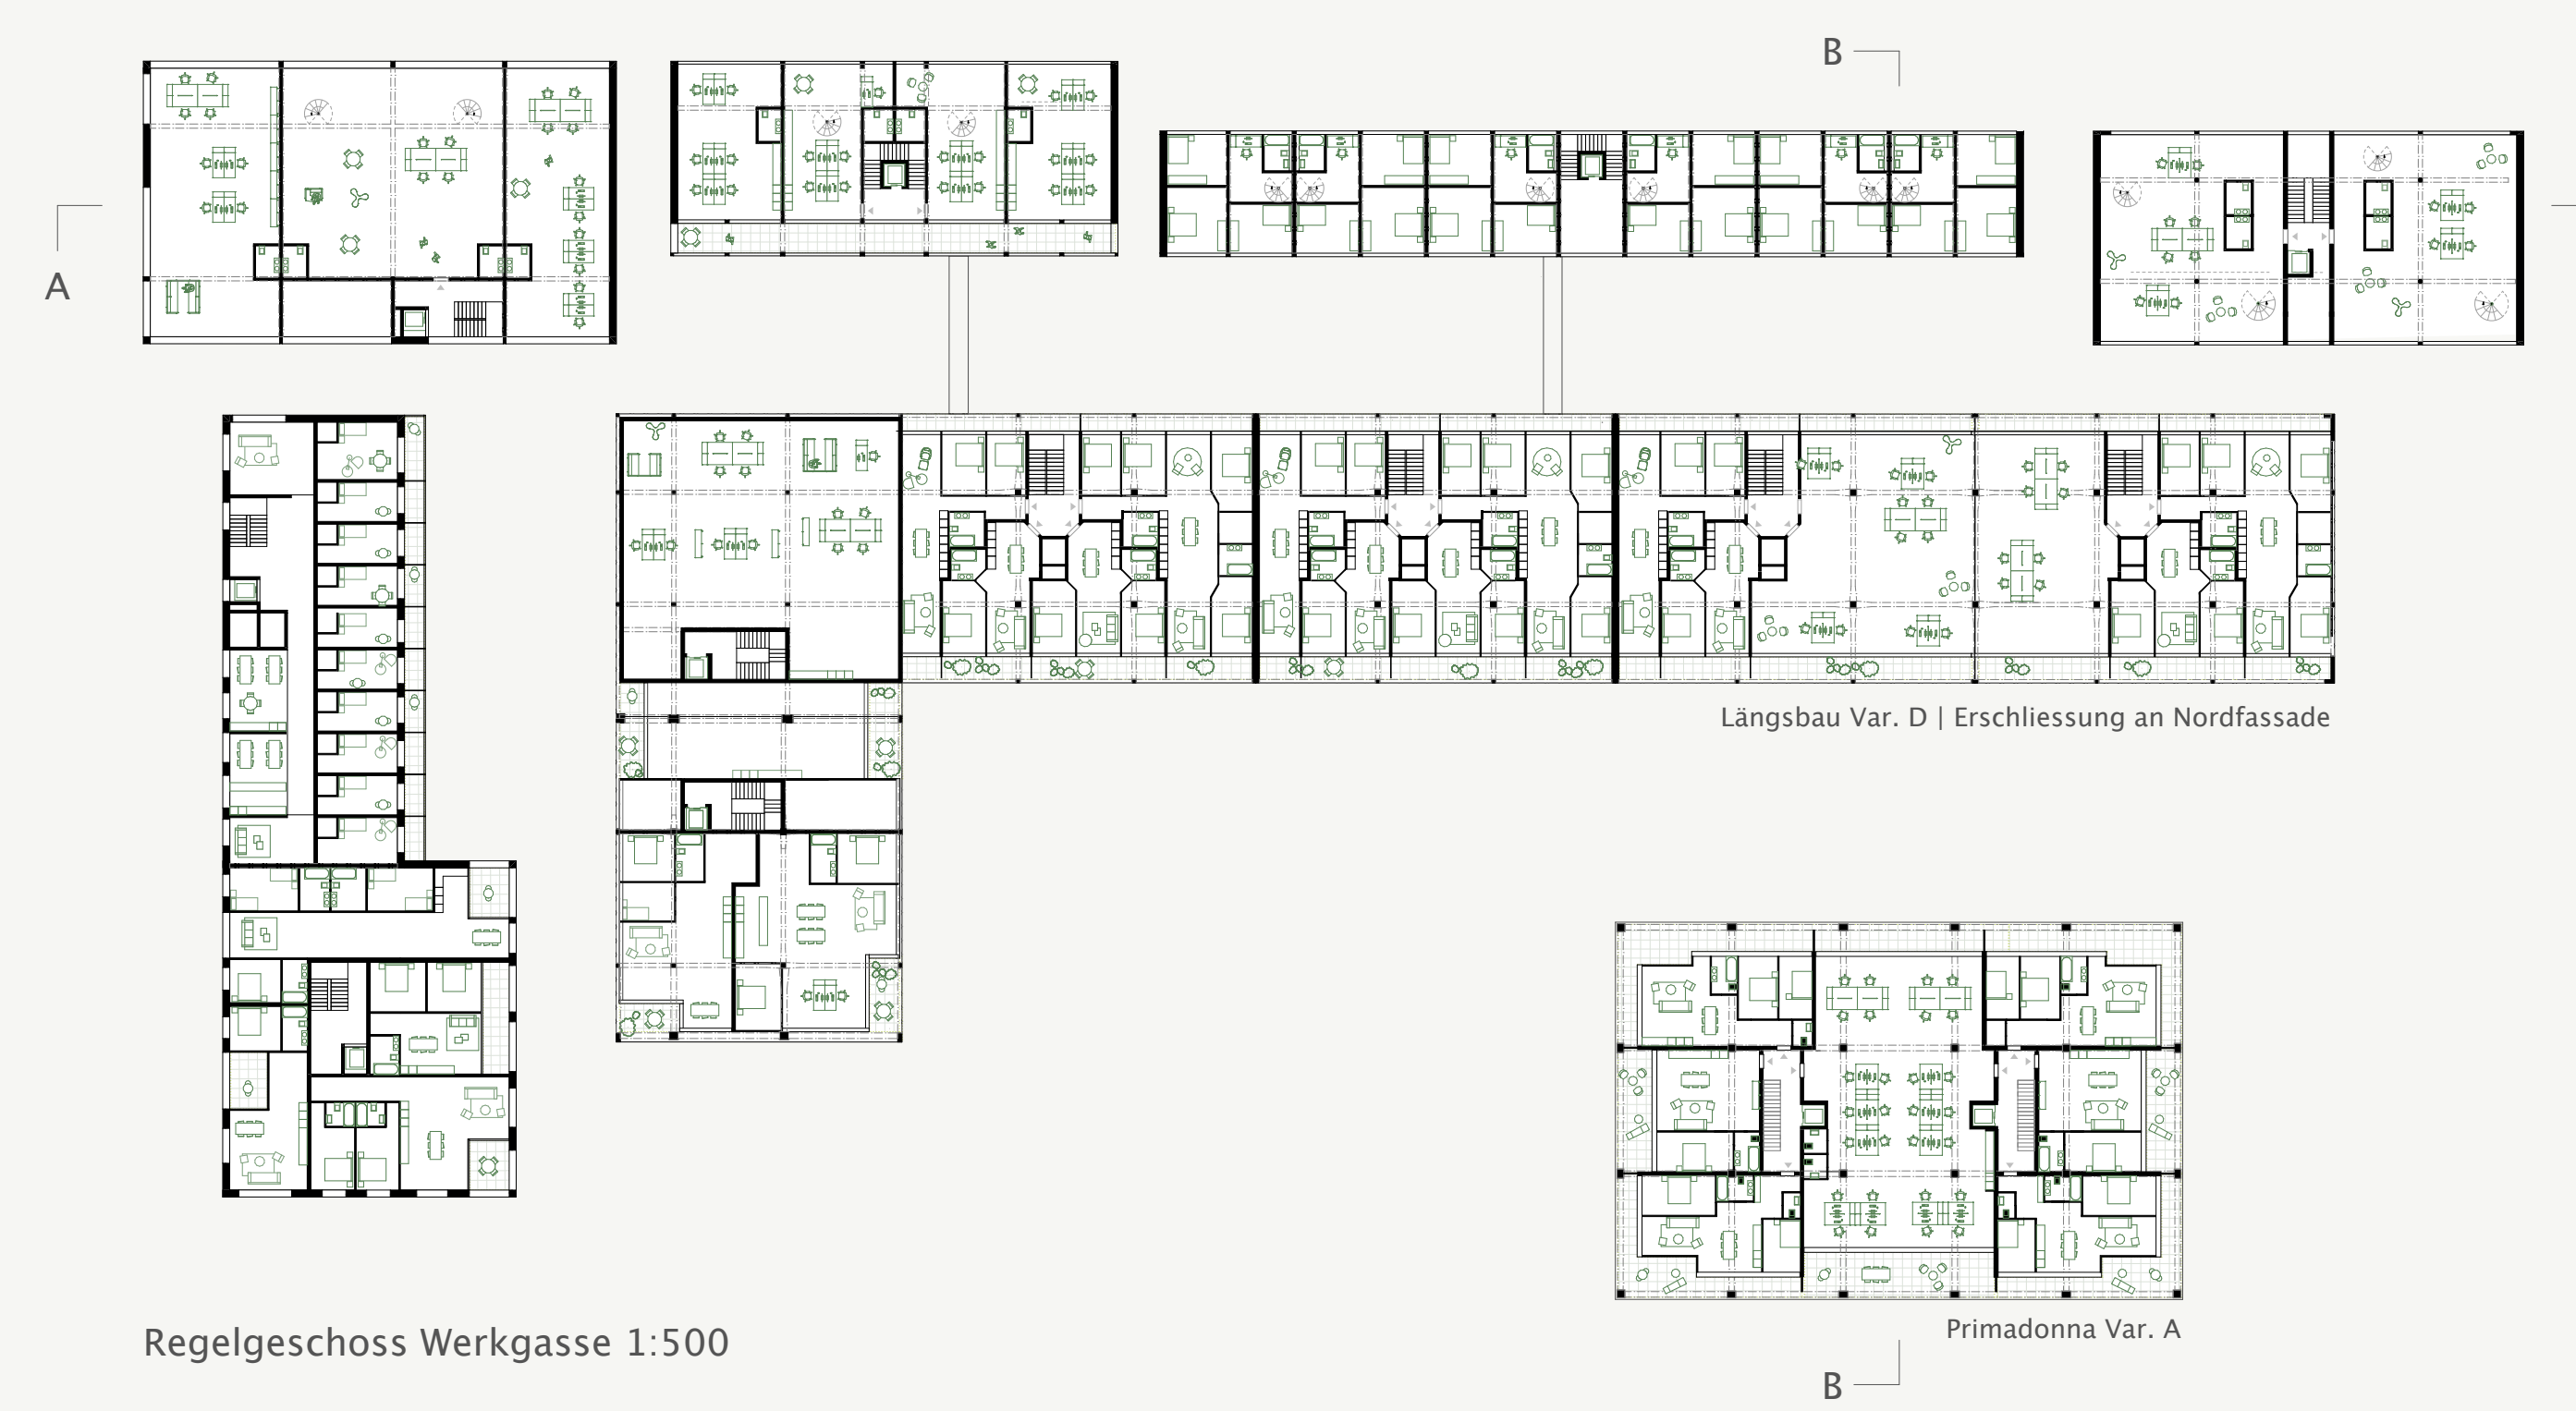 B
A
Längsbau Var. D | Erschliessung an Nordfassade
Primadonna Var. A
Regelgeschoss Werkgasse 1:500
B